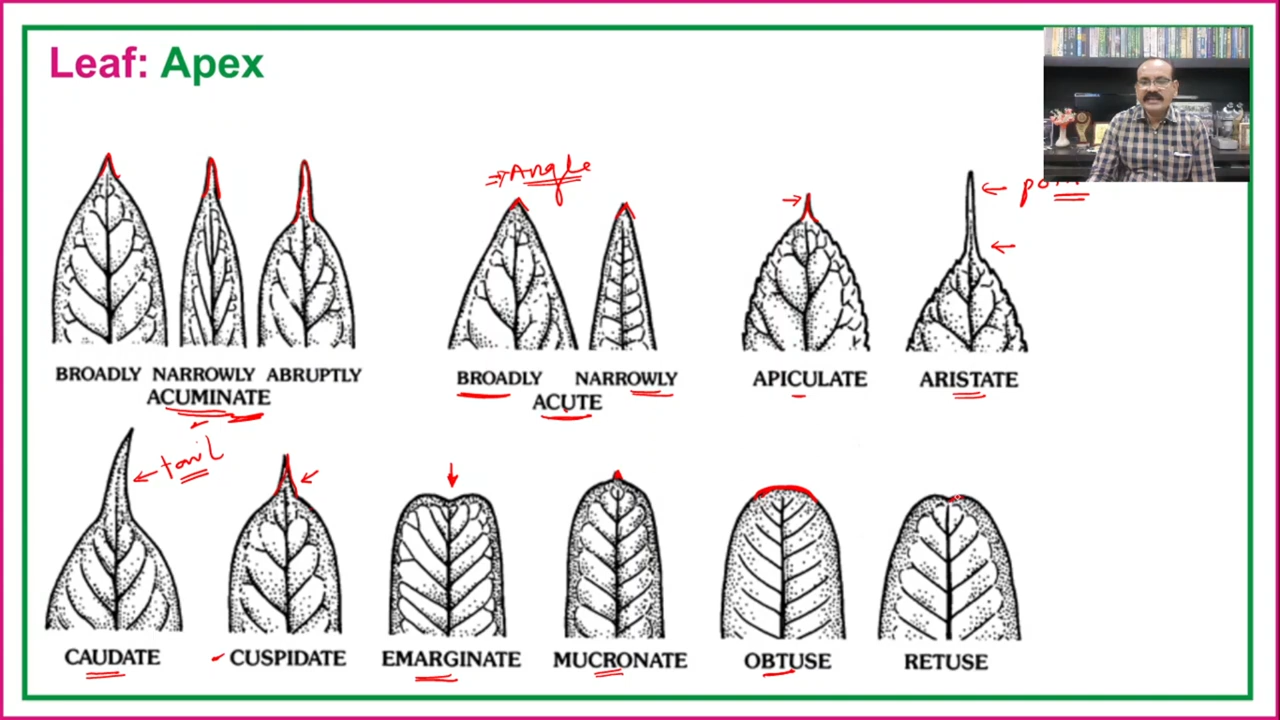 Leaf: Apex
⇒ Angle
BROADLY NARROWLY ABRUPTLY
ACUMINATE
BROADLY NARROWLY
ACUTE
APICULATE
ARISTATE
tail
CAUDATE
CUSPIDATE
EMARGINATE
MUCRONATE
OBTUSE
RETUSE